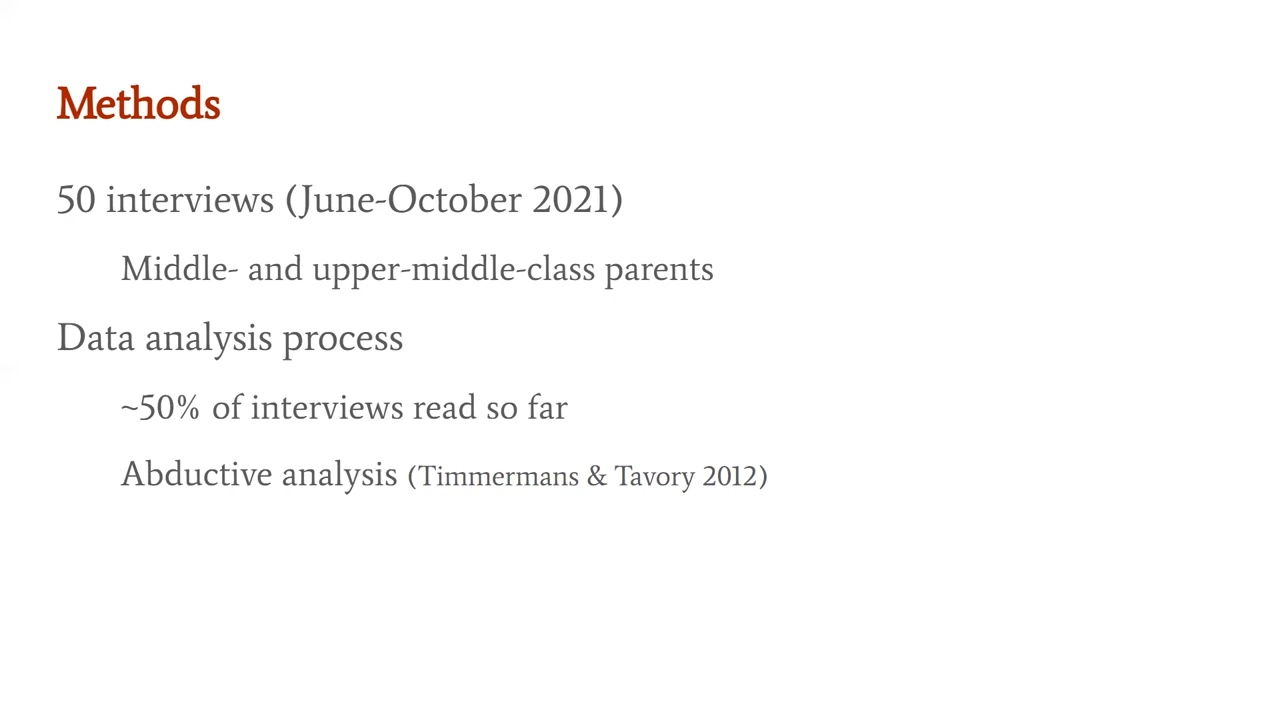 Methods
50 interviews (June-October 2021)
Middle- and upper-middle-class parents
Data analysis process
~50% of interviews read so far
Abductive analysis (Timmermans & Tavory 2012)